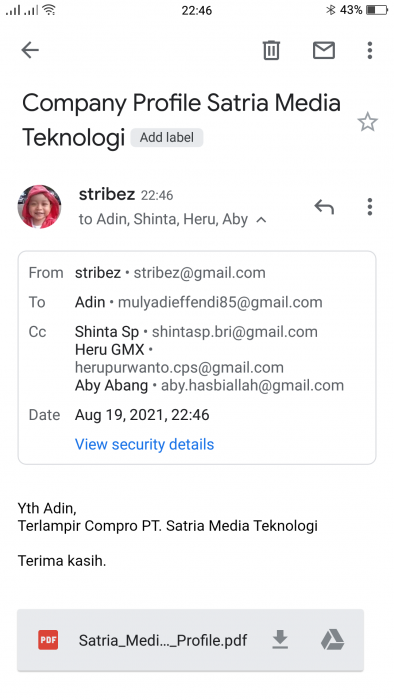 22:46
43%
Company Profile Satria Media
Teknologi Add label
stribez 22:46
to Adin, Shinta, Heru, Aby
From stribez • stribez@gmail.com
To Adin • mulyadieffendi85@gmail.com
Cc Shinta Sp • shintasp.bri@gmail.com
Heru GMX •
herupurwanto.cps@gmail.com
Aby Abang • aby.hasbiallah@gmail.com
Date Aug 19, 2021, 22:46
View security details
Yth Adin,
Terlampir Compro PT. Satria Media Teknologi
Terima kasih.
PDF Satria_Medi..._Profile.pdf